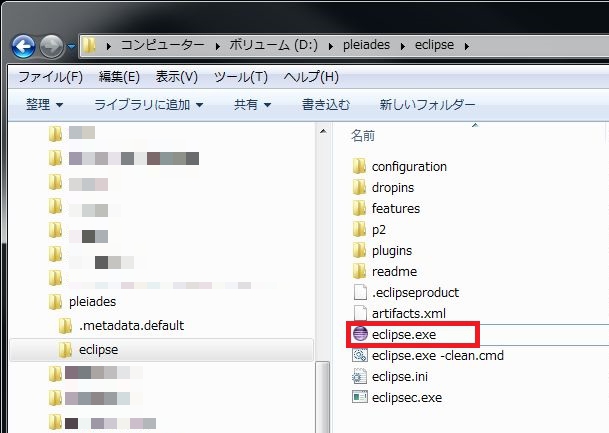 コンピューター ▸ ボリューム (D:) ▸ pleiades ▸ eclipse ▸
ファイル(F) 編集(E) 表示(V) ツール(T) ヘルプ(H)
整理 ▼ ライブラリに追加 ▼ 共有 ▼ 書き込む 新しいフォルダー
pleiades
.metadata.default
eclipse
名前
configuration
dropins
features
p2
plugins
readme
.eclipseproduct
artifacts.xml
eclipse.exe
eclipse.exe -clean.cmd
eclipse.ini
eclipsec.exe